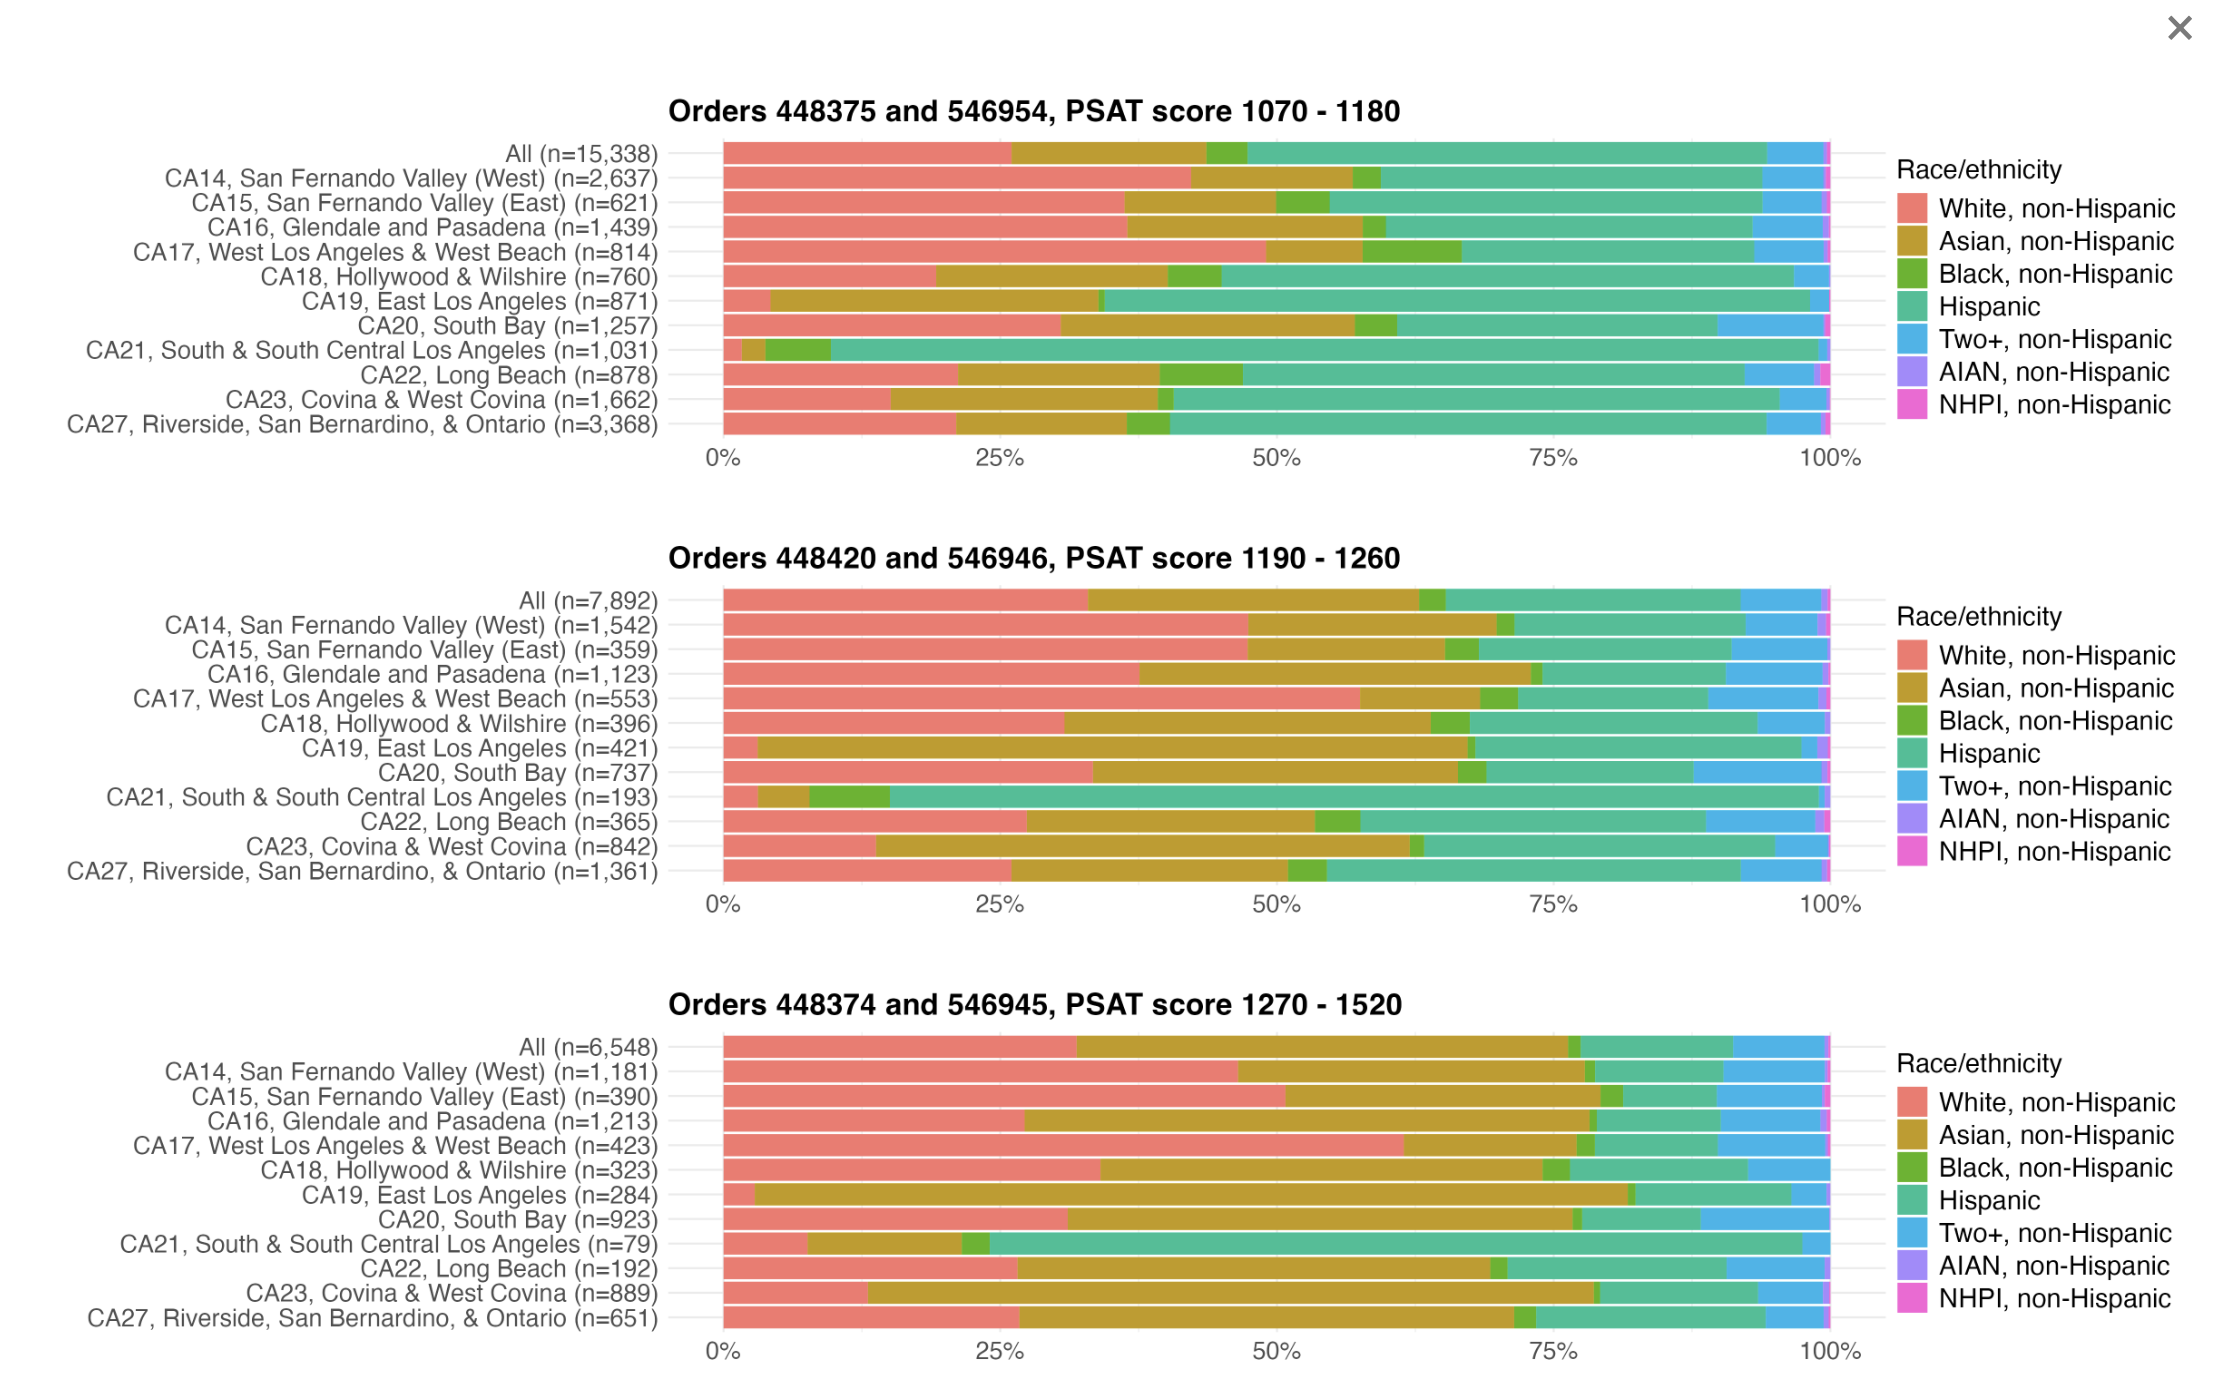 Orders 448375 and 546954, PSAT score 1070 - 1180
All (n=15,338)
CA14, San Fernando Valley (West) (n=2,637)
CA15, San Fernando Valley (East) (n=621)
CA16, Glendale and Pasadena (n=1,439)
CA17, West Los Angeles & West Beach (n=814)
CA18, Hollywood & Wilshire (n=760)
CA19, East Los Angeles (n=871)
CA20, South Bay (n=1,257)
CA21, South & South Central Los Angeles (n=1,031)
CA22, Long Beach (n=878)
CA23, Covina & West Covina (n=1,662)
CA27, Riverside, San Bernardino, & Ontario (n=3,368)
0% 25% 50% 75% 100%
Race/ethnicity
White, non-Hispanic
Asian, non-Hispanic
Black, non-Hispanic
Hispanic
Two+, non-Hispanic
AIAN, non-Hispanic
NHPI, non-Hispanic
Orders 448420 and 546946, PSAT score 1190 - 1260
All (n=7,892)
CA14, San Fernando Valley (West) (n=1,542)
CA15, San Fernando Valley (East) (n=359)
CA16, Glendale and Pasadena (n=1,123)
CA17, West Los Angeles & West Beach (n=553)
CA18, Hollywood & Wilshire (n=396)
CA19, East Los Angeles (n=421)
CA20, South Bay (n=737)
CA21, South & South Central Los Angeles (n=193)
CA22, Long Beach (n=365)
CA23, Covina & West Covina (n=842)
CA27, Riverside, San Bernardino, & Ontario (n=1,361)
0% 25% 50% 75% 100%
Race/ethnicity
White, non-Hispanic
Asian, non-Hispanic
Black, non-Hispanic
Hispanic
Two+, non-Hispanic
AIAN, non-Hispanic
NHPI, non-Hispanic
Orders 448374 and 546945, PSAT score 1270 - 1520
All (n=6,548)
CA14, San Fernando Valley (West) (n=1,181)
CA15, San Fernando Valley (East) (n=390)
CA16, Glendale and Pasadena (n=1,213)
CA17, West Los Angeles & West Beach (n=423)
CA18, Hollywood & Wilshire (n=323)
CA19, East Los Angeles (n=284)
CA20, South Bay (n=923)
CA21, South & South Central Los Angeles (n=79)
CA22, Long Beach (n=192)
CA23, Covina & West Covina (n=889)
CA27, Riverside, San Bernardino, & Ontario (n=651)
0% 25% 50% 75% 100%
Race/ethnicity
White, non-Hispanic
Asian, non-Hispanic
Black, non-Hispanic
Hispanic
Two+, non-Hispanic
AIAN, non-Hispanic
NHPI, non-Hispanic